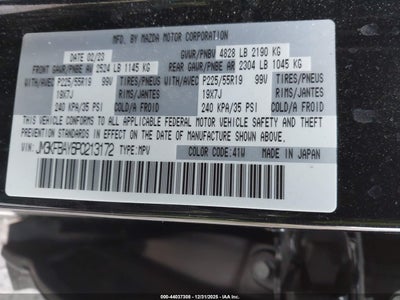 MFD. BY MAZDA MOTOR CORPORATION
DATE 02/23 GVWR/PNBV 4828 LB 2190 KG
FRONT GAWR/PNBE AV 2524 LB 1145 KG REAR GAWR/PNBE AR 2304 LB 1045 KG
TIRES/PNEUS AVEC P225/55R19 99V TIRES/PNEUS AVEC P225/55R19 99V
RIMS/JANTES 19X7J RIMS/JANTES 19X7J
COLD/A FROID 240 KPA/35 PSI COLD/A FROID 240 KPA/35 PSI
THIS VEHICLE CONFORMS TO ALL APPLICABLE FEDERAL MOTOR VEHICLE SAFETY,
BUMPER, AND THEFT PREVENTION STANDARDS IN EFFECT ON THE
DATE OF MANUFACTURE SHOWN ABOVE.
VEHICLE IDENTIFICATION NUMBER:
JM3KFBAY6P0213172 TYPE:MPV COLOR CODE:41W MADE IN JAPAN
000-44037308 - 12/31/2025 - IAAI